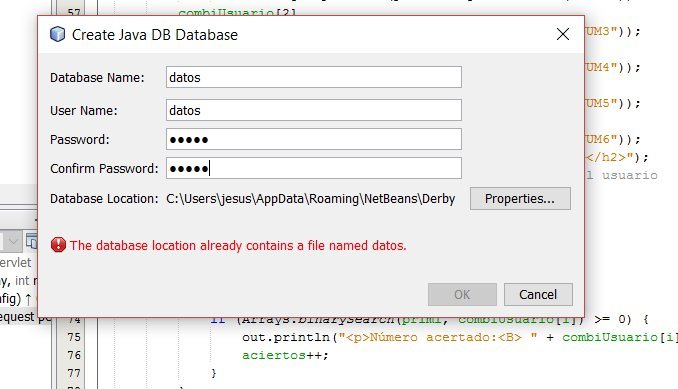 57
combiUsuario[2]
Create Java DB Database
UM3"));
Database Name: datos
UM4"));
User Name: datos
UM5"));
Password: ●●●●●
UM6"));
Confirm Password: ●●●●●
</h2>");
l usuario
Database Location: C:\Users\jesus\AppData\Roaming\NetBeans\Derby Properties...
The database location already contains a file named datos.
ervlet
ay, int
nfig) ↑
OK Cancel
equest
74 if (Arrays.binarySearch(primi, combiUsuario[i]) >= 0) {
75 out.println("<p>Número acertado:<B> " + combiUsuario[i]
76 aciertos++;
77 }